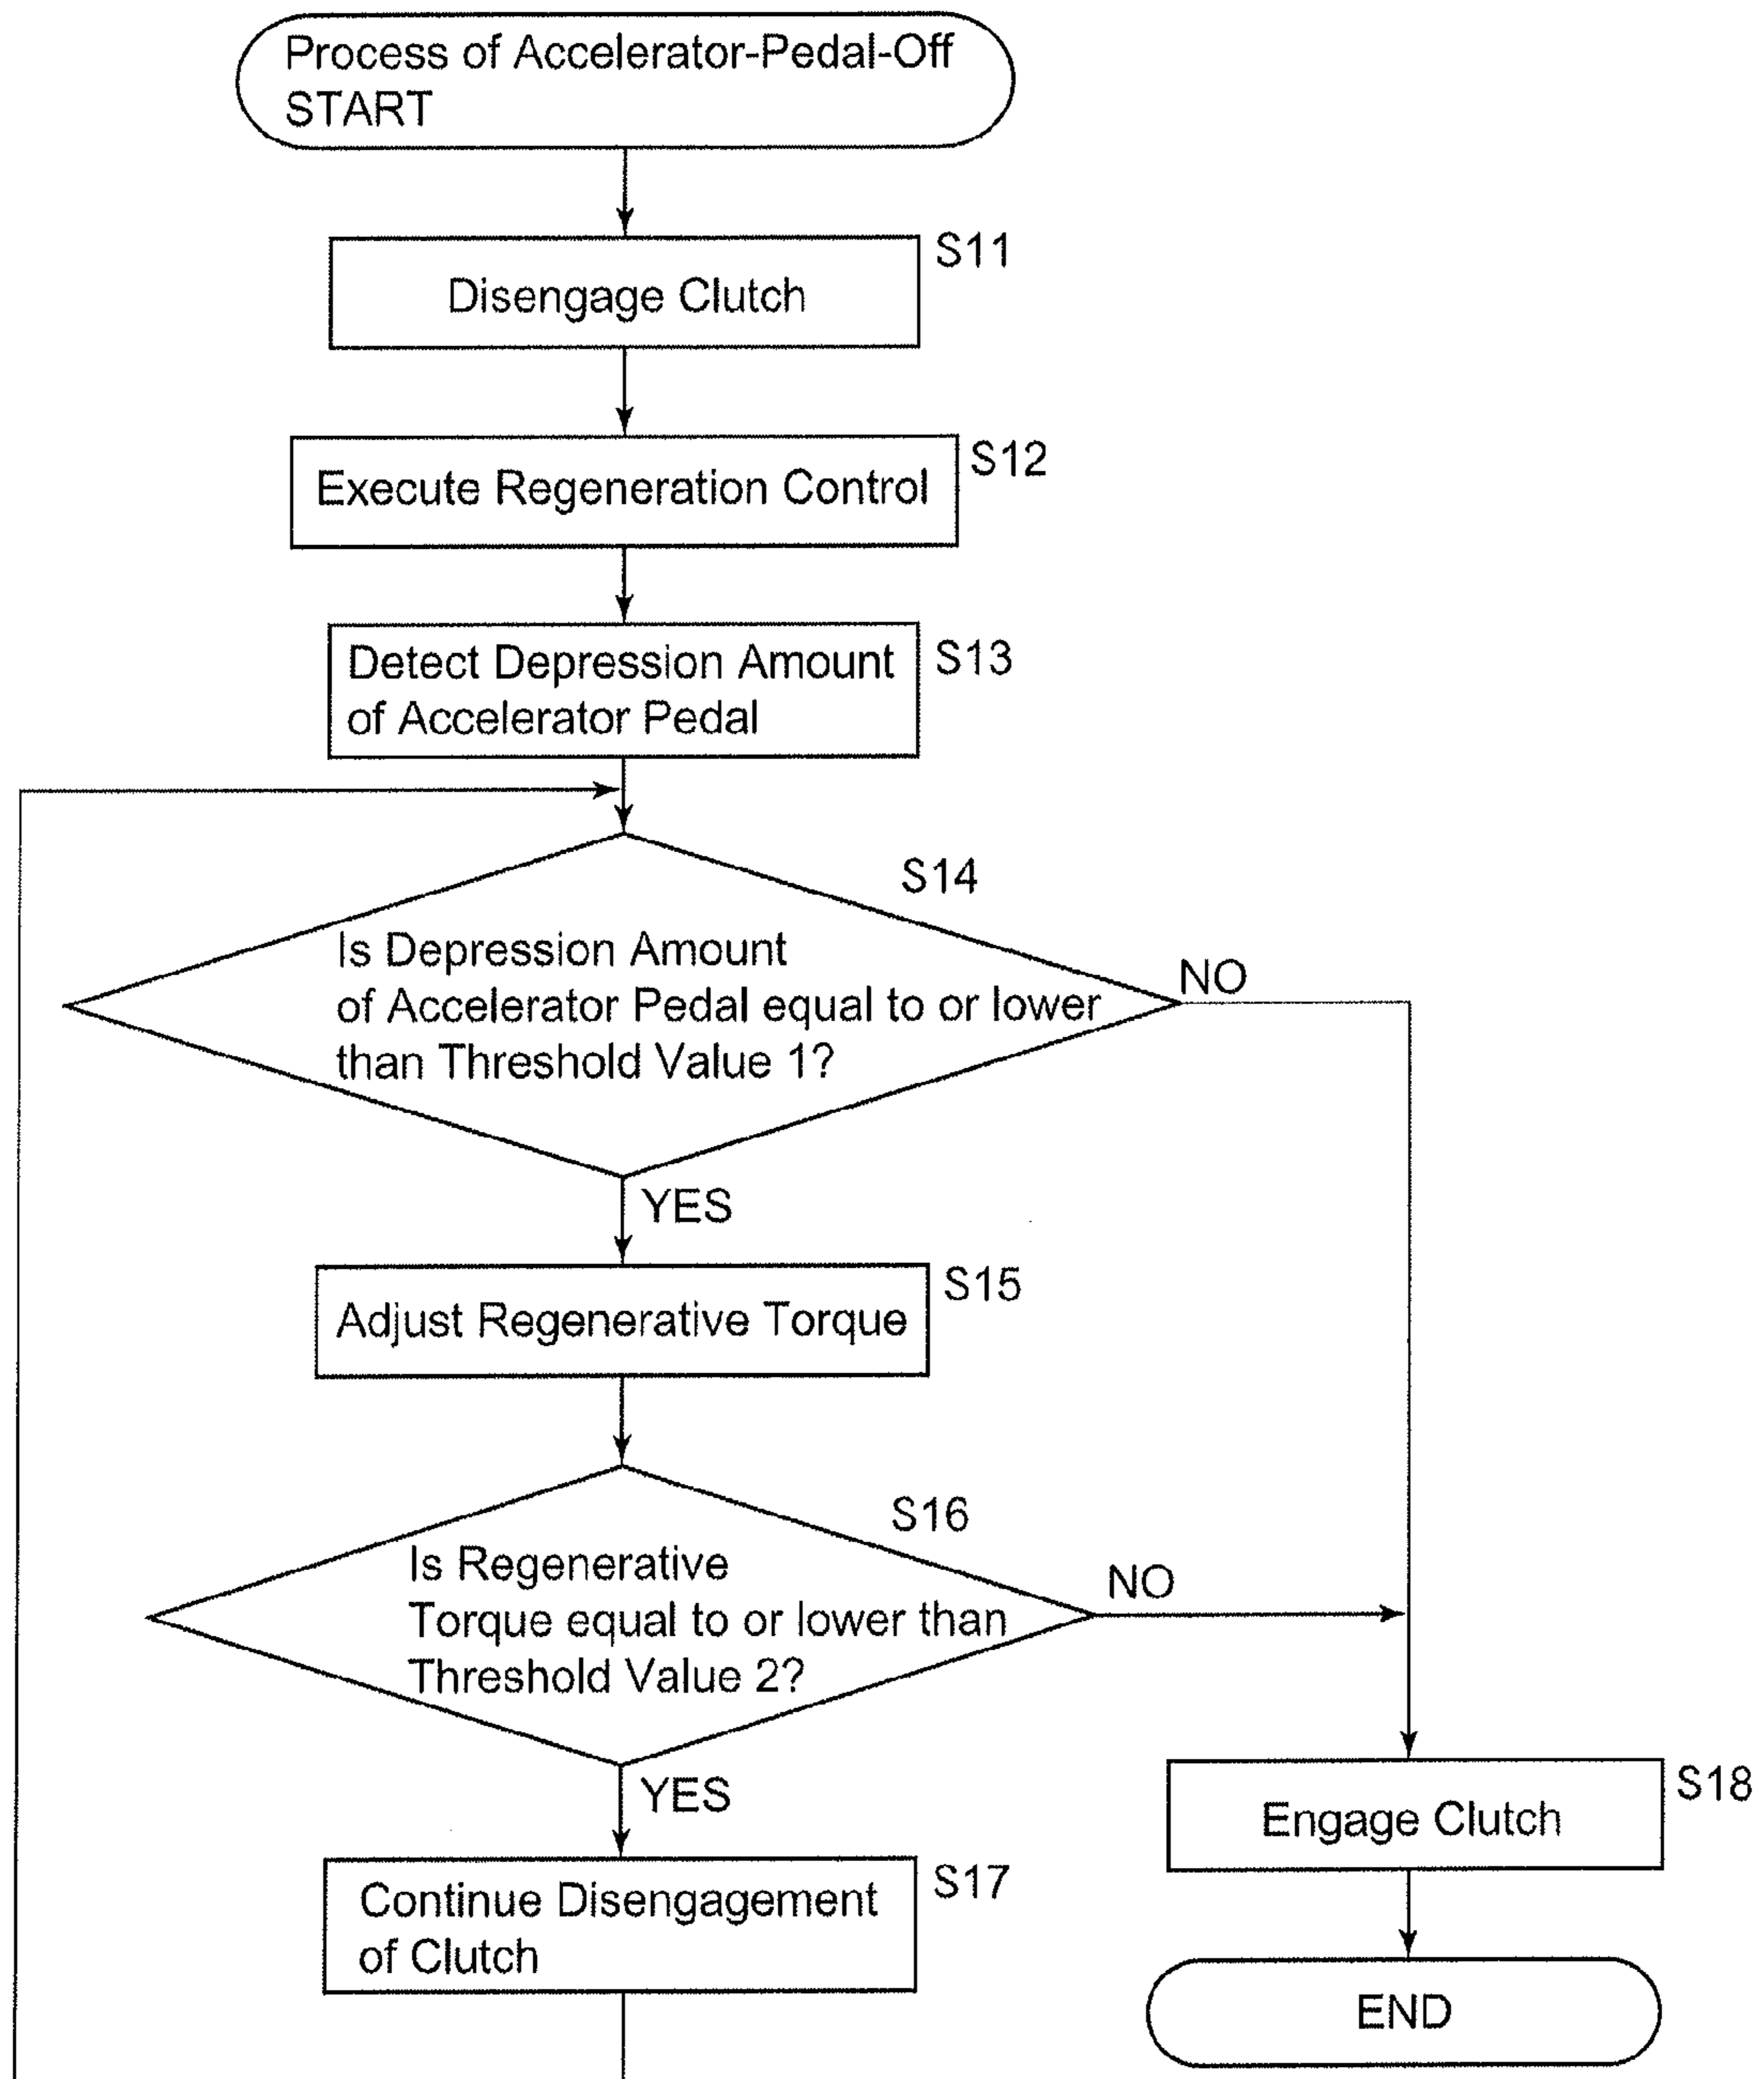 Process of Accelerator-Pedal-Off
START
S11
Disengage Clutch
S12
Execute Regeneration Control
S13
Detect Depression Amount
of Accelerator Pedal
S14
Is Depression Amount
of Accelerator Pedal equal to or lower
than Threshold Value 1?
NO
YES
S15
Adjust Regenerative Torque
S16
Is Regenerative
Torque equal to or lower than
Threshold Value 2?
NO
YES
S17
Continue Disengagement
of Clutch
S18
Engage Clutch
END